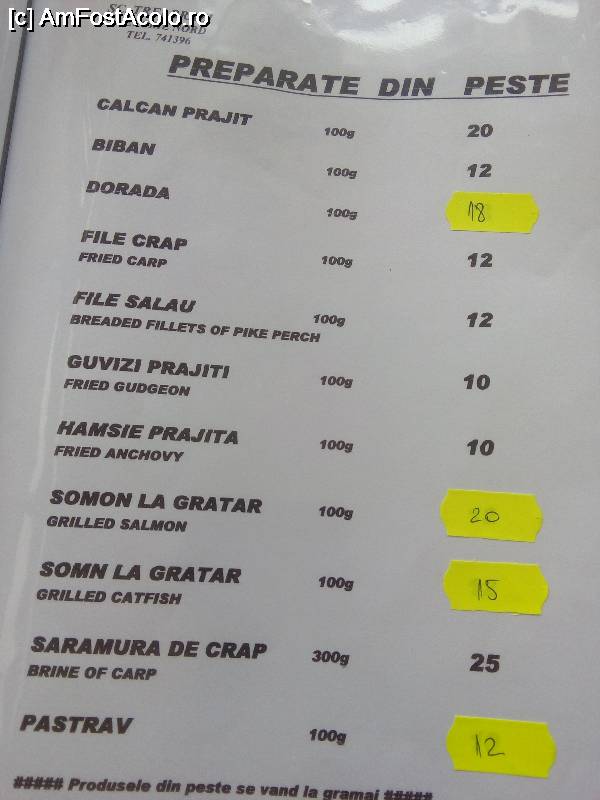 [c] AmFostAcolo.ro
NORD
TEL. 741396
PREPARATE DIN PESTE
CALCAN PRAJIT 100g 20
BIBAN 100g 12
DORADA 100g 18
FILE CRAP 100g 12
FRIED CARP
FILE SALAU 100g 12
BREADED FILLETS OF PIKE PERCH
GUVIZI PRAJITI 100g 10
FRIED GUDGEON
HAMSIE PRAJITA 100g 10
FRIED ANCHOVY
SOMON LA GRATAR 100g 20
GRILLED SALMON
SOMN LA GRATAR 100g 15
GRILLED CATFISH
SARAMURA DE CRAP 300g 25
BRINE OF CARP
PASTRAV 100g 12
##### Produsele din peste se vand la gramaj #####